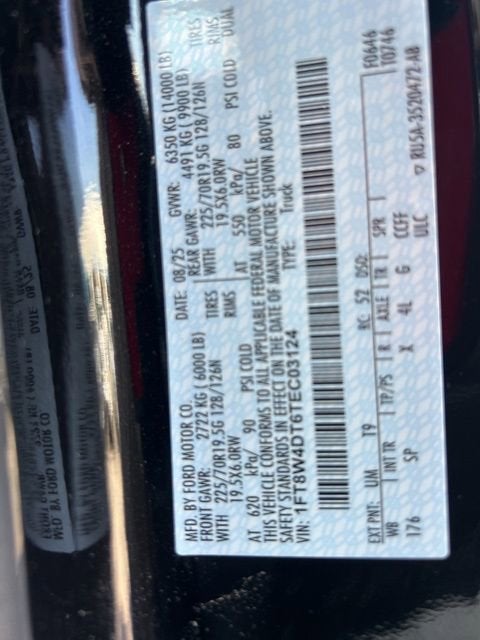 MFD. BY FORD MOTOR CO.
DATE: 08/25 GVWR: 6350 KG (14000 LB)
FRONT GAWR: 2722 KG (6000 LB) REAR GAWR: 4491 KG (9900 LB)
WITH 225/70R19.5G 128/126N TIRES WITH 225/70R19.5G 128/126N TIRES
19.5X6.0RW RIMS 19.5X6.0RW RIMS
AT 620 kPa/ 90 PSI COLD AT 550 kPa/ 80 PSI COLD DUAL
THIS VEHICLE CONFORMS TO ALL APPLICABLE FEDERAL MOTOR VEHICLE
SAFETY STANDARDS IN EFFECT ON THE DATE OF MANUFACTURE SHOWN ABOVE.
VIN: 1FT8W4DT6TEC03124 TYPE: Truck
F0646
T0746
EXT PNT: UM T9 RC: 52 DSO:
WB INT TR TP/PS R AXLE TR SPR
176 SP X 4L G CCFF
DLC RU5A-3520472-AB